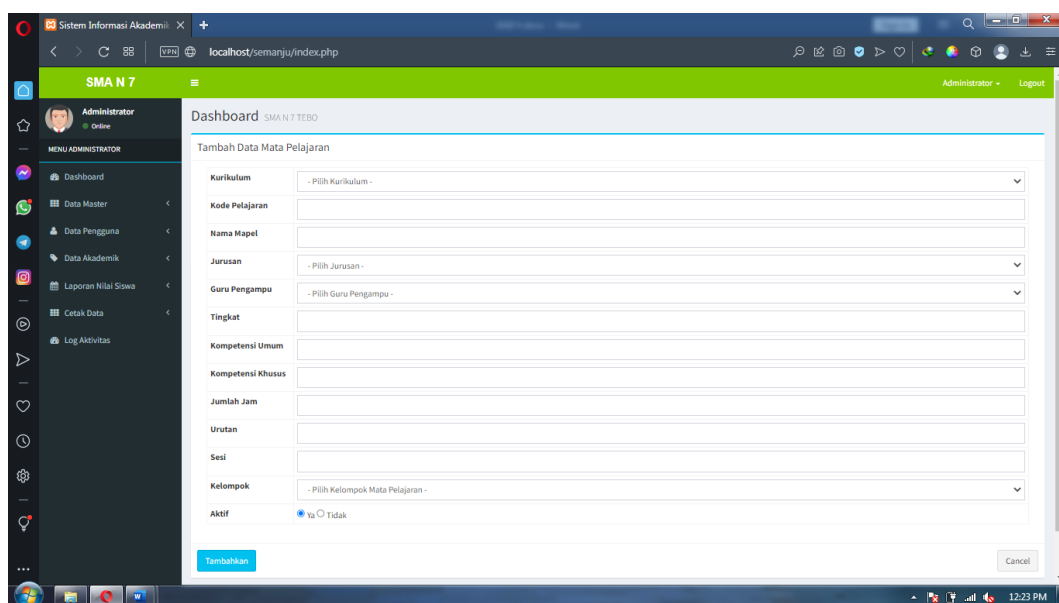 Sistem Informasi Akademi
VPN localhost/semanju/index.php
SMA N 7
Administrator
Logout
Administrator
Online
MENU ADMINISTRATOR
Dashboard
Data Master
Data Pengguna
Data Akademik
Laporan Nilai Siswa
Cetak Data
Log Aktivitas
Dashboard SMA N 7 TEBO
Tambah Data Mata Pelajaran
Kurikulum - Pilih Kurikulum -
Kode Pelajaran
Nama Mapel
Jurusan - Pilih Jurusan -
Guru Pengampu - Pilih Guru Pengampu -
Tingkat
Kompetensi Umum
Kompetensi Khusus
Jumlah Jam
Urutan
Sesi
Kelompok - Pilih Kelompok Mata Pelajaran -
Aktif Ya Tidak
Tambahkan Cancel
12:23 PM